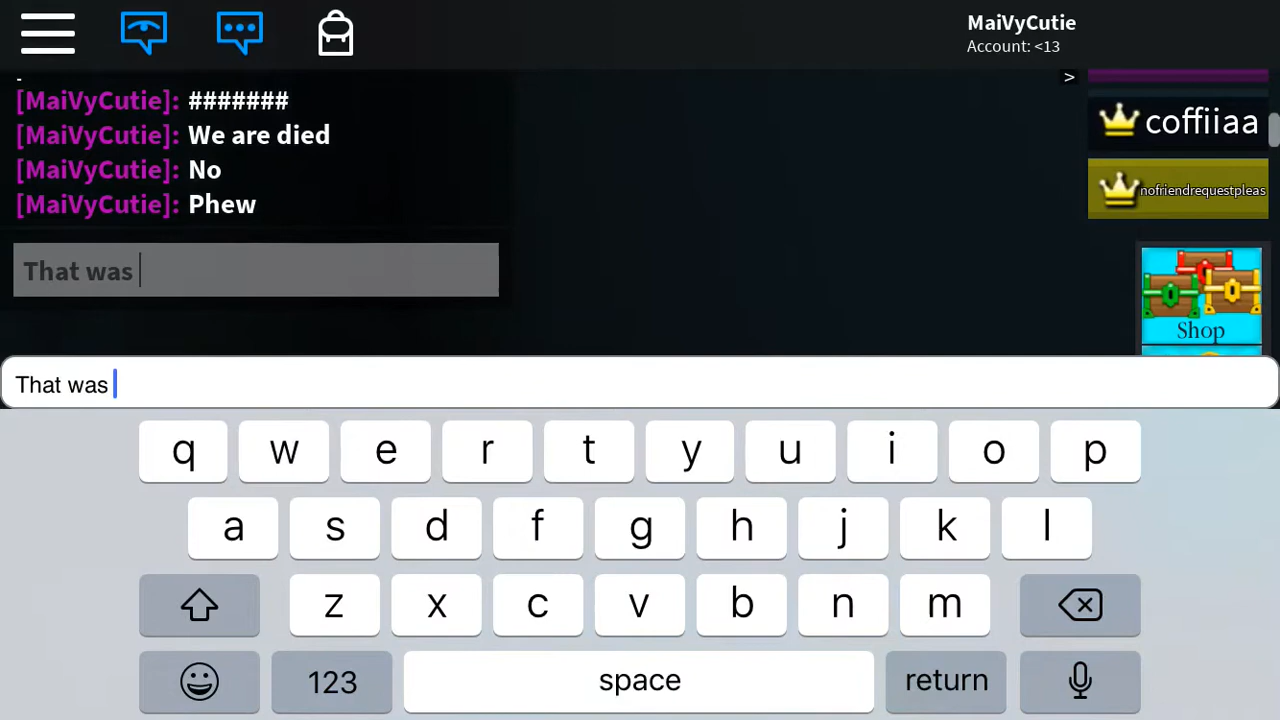 MaiVyCutie
Account: <13
>
[MaiVyCutie]: #######
[MaiVyCutie]: We are died
[MaiVyCutie]: No
[MaiVyCutie]: Phew
coffiiaa
nofriendrequestpleas
That was
Shop
That was
q w e r t y u i o p
a s d f g h j k l
z x c v b n m
123 space return